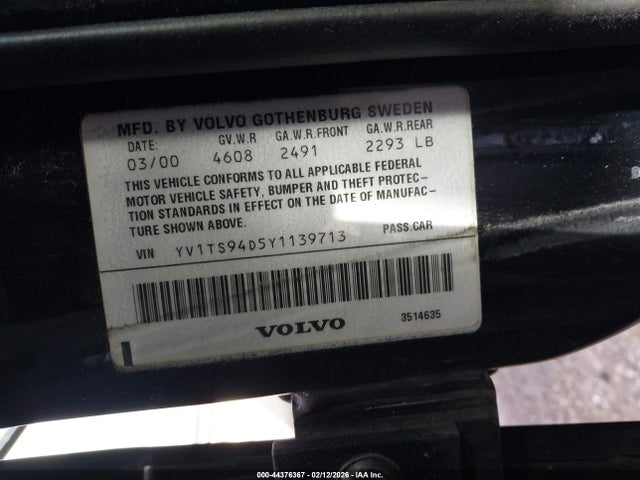 MFD. BY VOLVO GOTHENBURG SWEDEN
DATE: G.V.W.R GA.W.R.FRONT GA.W.R.REAR
03/00 4608 2491 2293 LB
THIS VEHICLE CONFORMS TO ALL APPLICABLE FEDERAL
MOTOR VEHICLE SAFETY, BUMPER AND THEFT PROTEC-
TION STANDARDS IN EFFECT ON THE DATE OF MANUFAC-
TURE SHOWN ABOVE.
VIN YV1TS94D5Y1139713 PASS.CAR
VOLVO 3514635
000-44376367 - 02/12/2026 - IAA Inc.